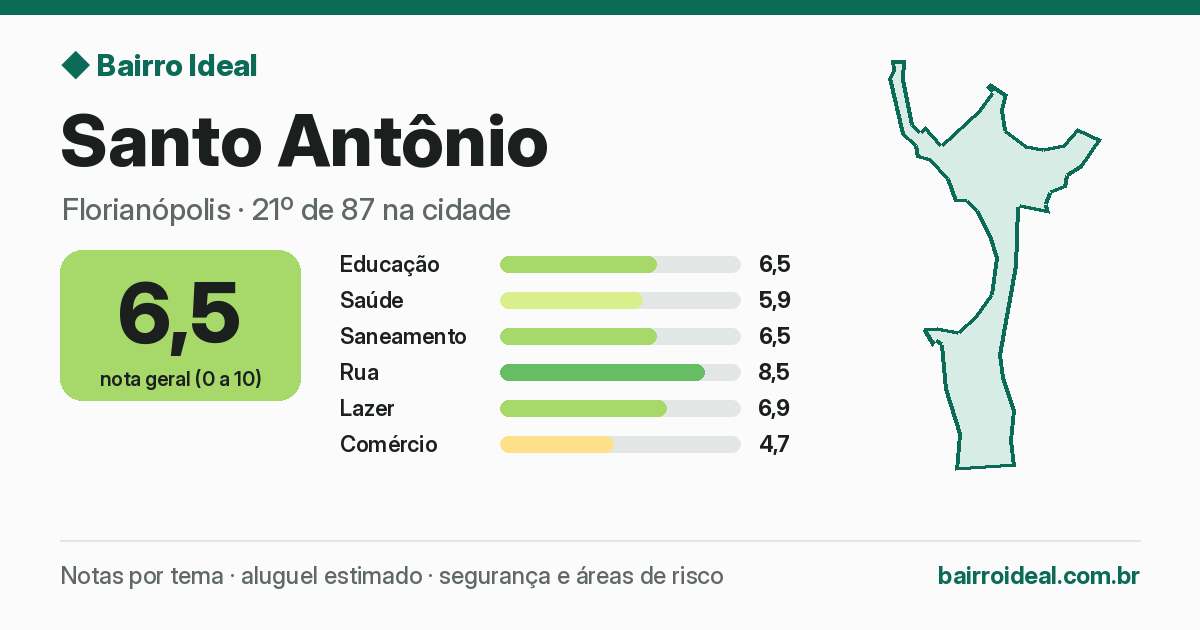 Bairro Ideal
Santo Antônio
Florianópolis · 21º de 87 na cidade
6,5
nota geral (0 a 10)
Educação 6,5
Saúde 5,9
Saneamento 6,5
Rua 8,5
Lazer 6,9
Comércio 4,7
Notas por tema · aluguel estimado · segurança e áreas de risco
bairroideal.com.br